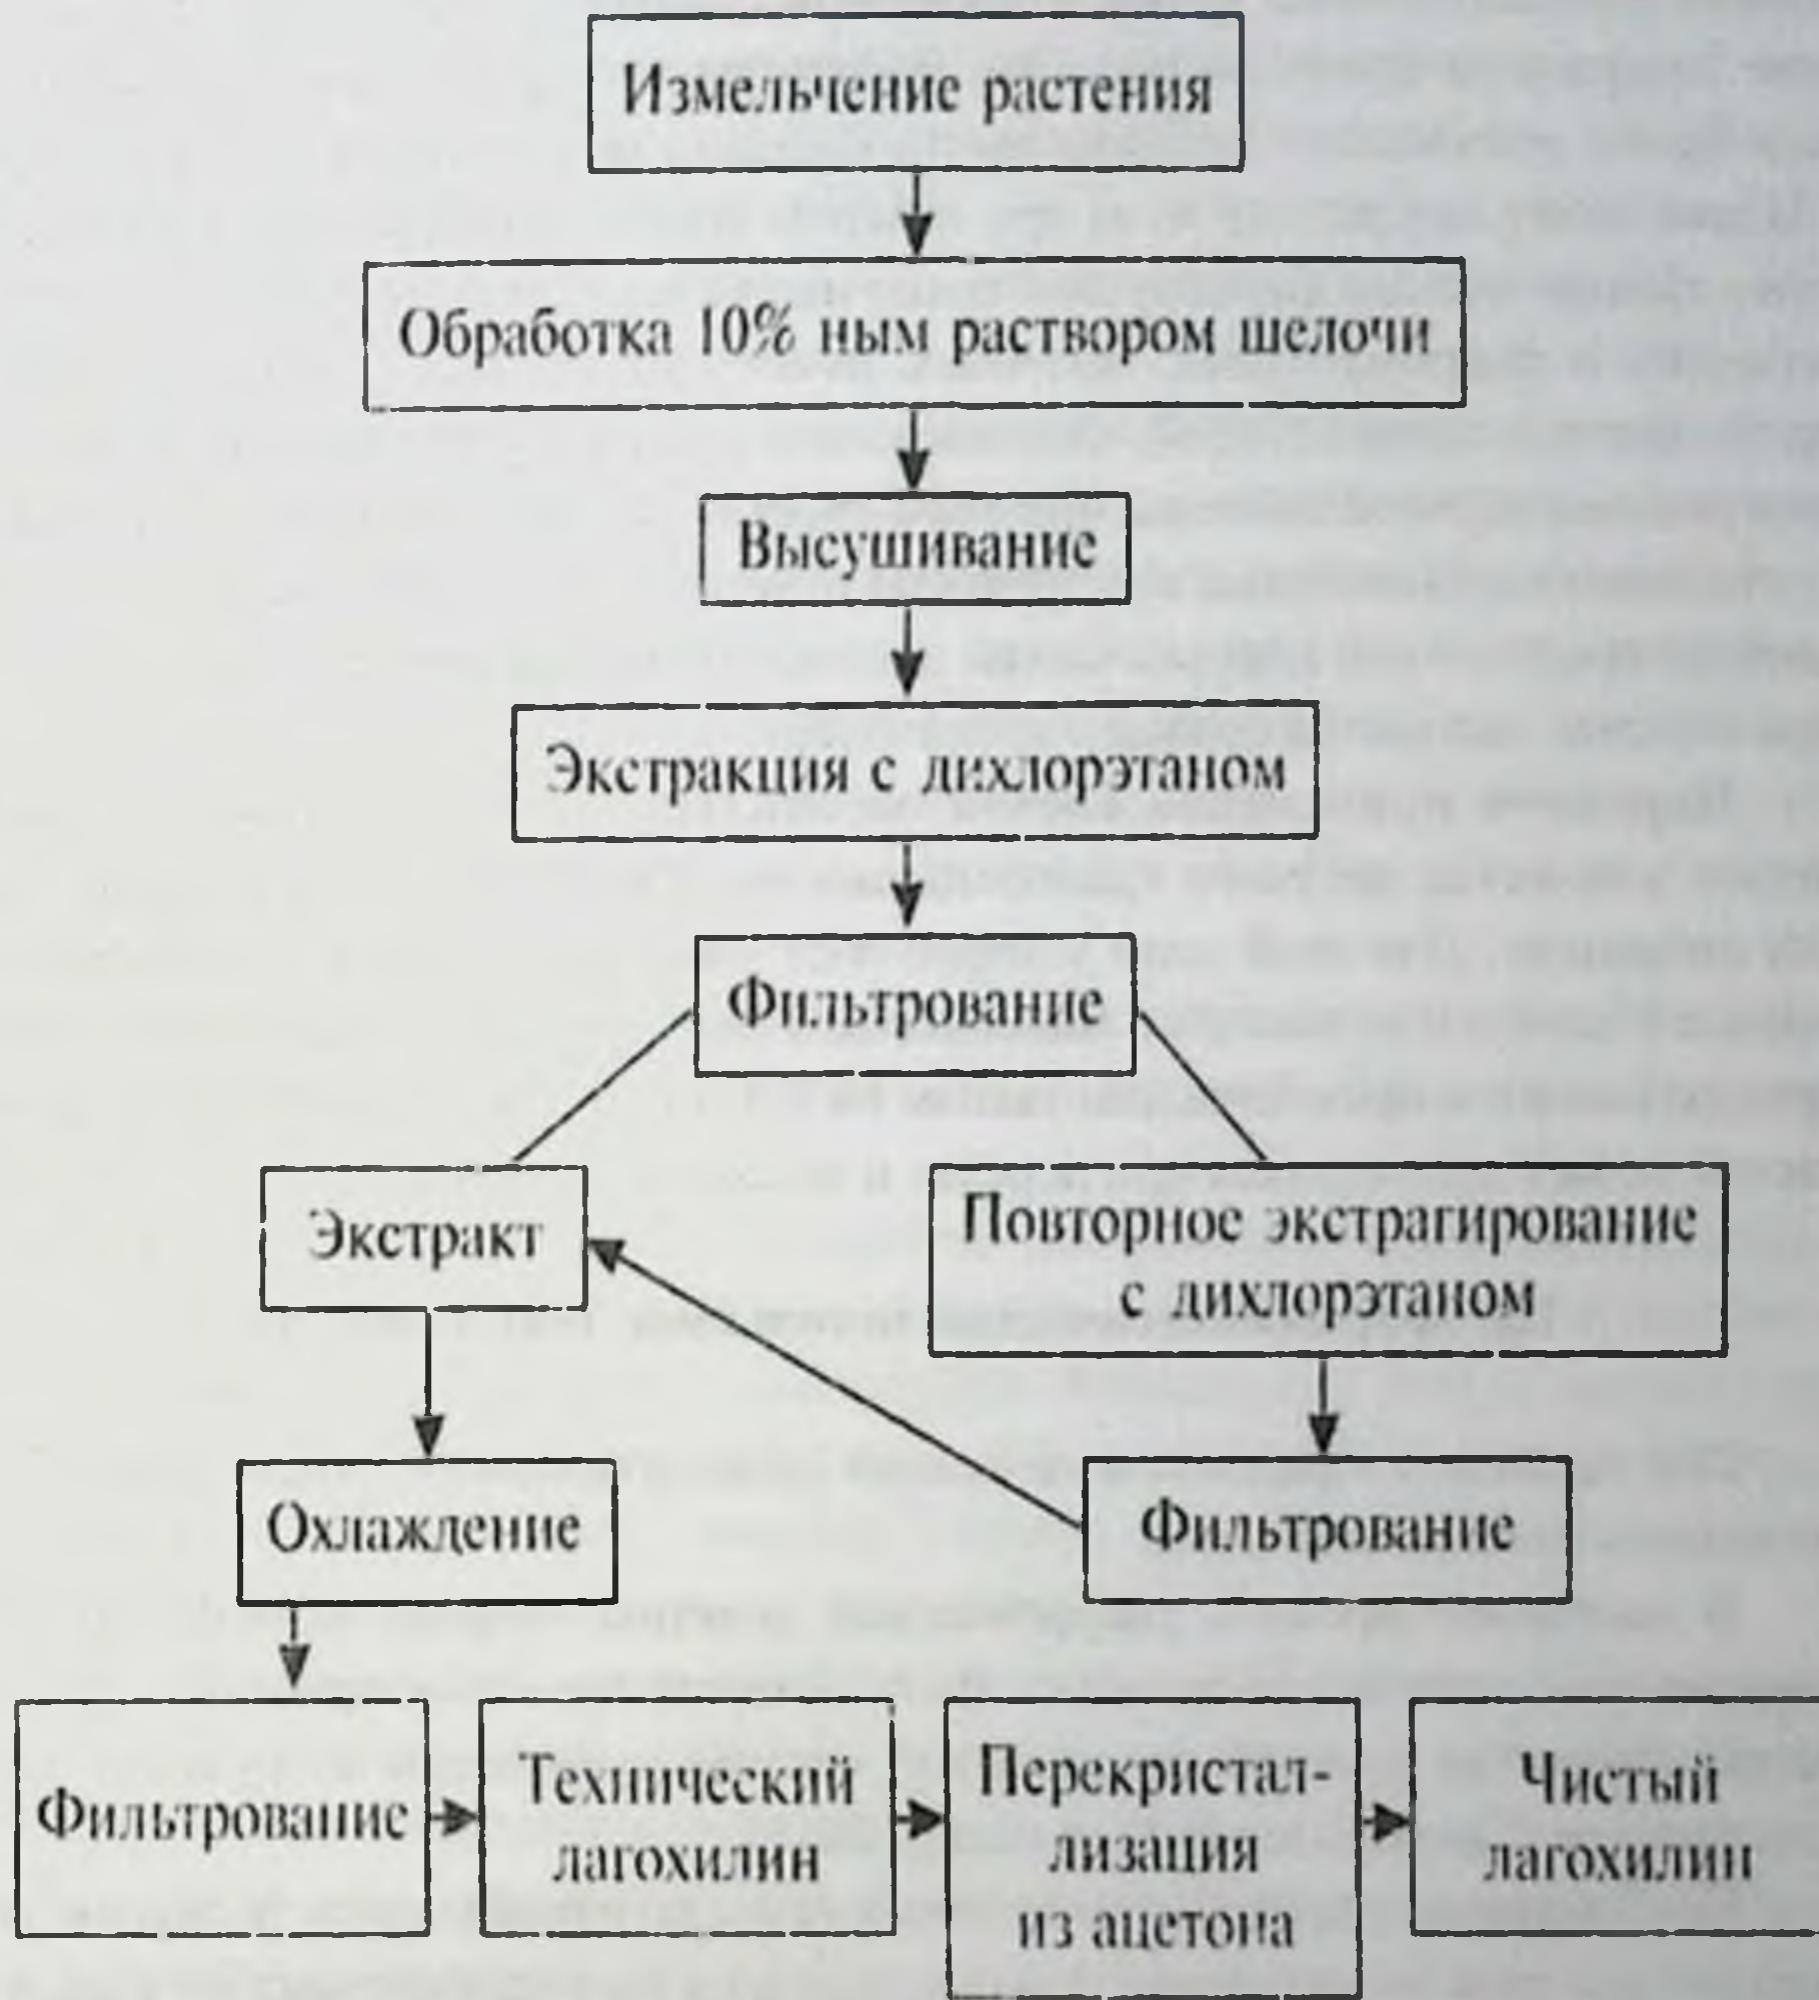 Измельчение растения
Обработка 10% ным раствором шелочи
Высушивание
Экстракция с дихлорэтаном
Фильтрование
Экстракт
Повторное экстрагирование
с дихлорэтаном
Охлаждение
Фильтрование
Фильтрование
Технический
лагохилин
Перекристал-
лизация
из ацетона
Чистый
лагохилин